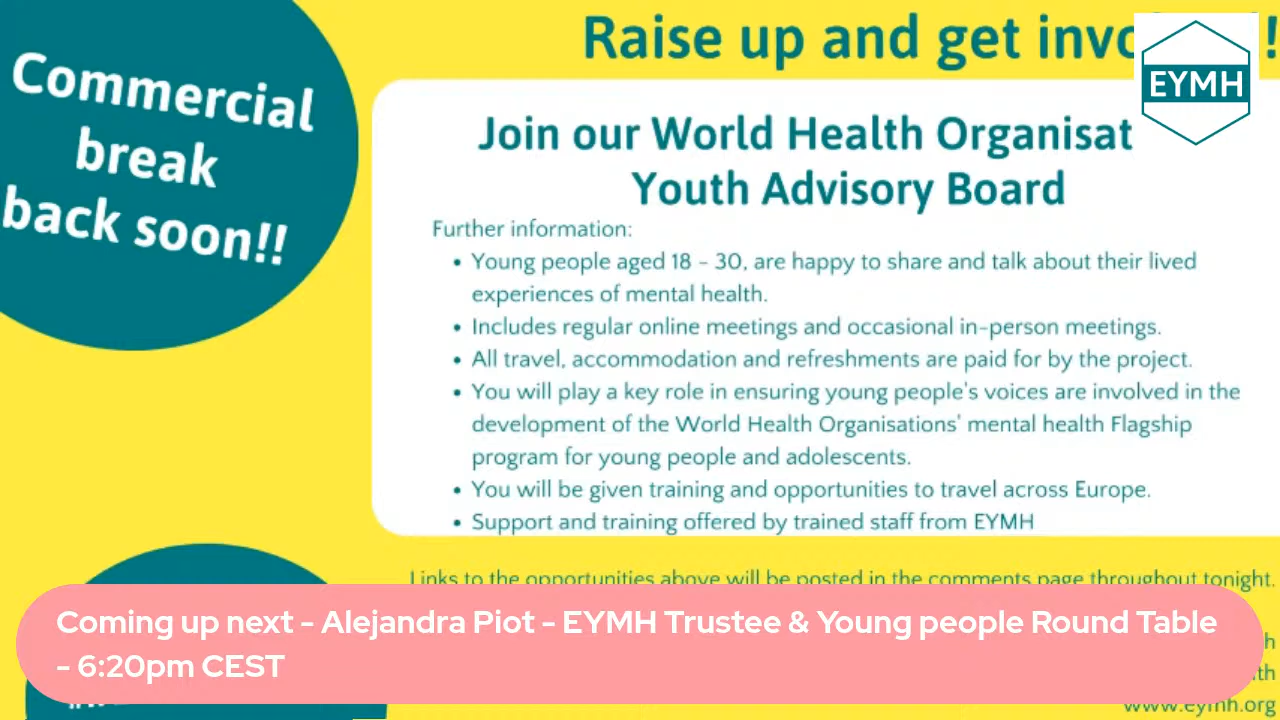 Commercial
break
back soon!!
Raise up and get invo !
EYMH
Join our World Health Organisat
Youth Advisory Board
Further information:
• Young people aged 18 - 30, are happy to share and talk about their lived
experiences of mental health.
• Includes regular online meetings and occasional in-person meetings.
• All travel, accommodation and refreshments are paid for by the project.
• You will play a key role in ensuring young people's voices are involved in the
development of the World Health Organisations' mental health Flagship
program for young people and adolescents.
• You will be given training and opportunities to travel across Europe.
• Support and training offered by trained staff from EYMH
Links to the opportunities above will be posted in the comments page throughout tonight.
Coming up next - Alejandra Piot - EYMH Trustee & Young people Round Table
- 6:20pm CEST
www.eymh.org